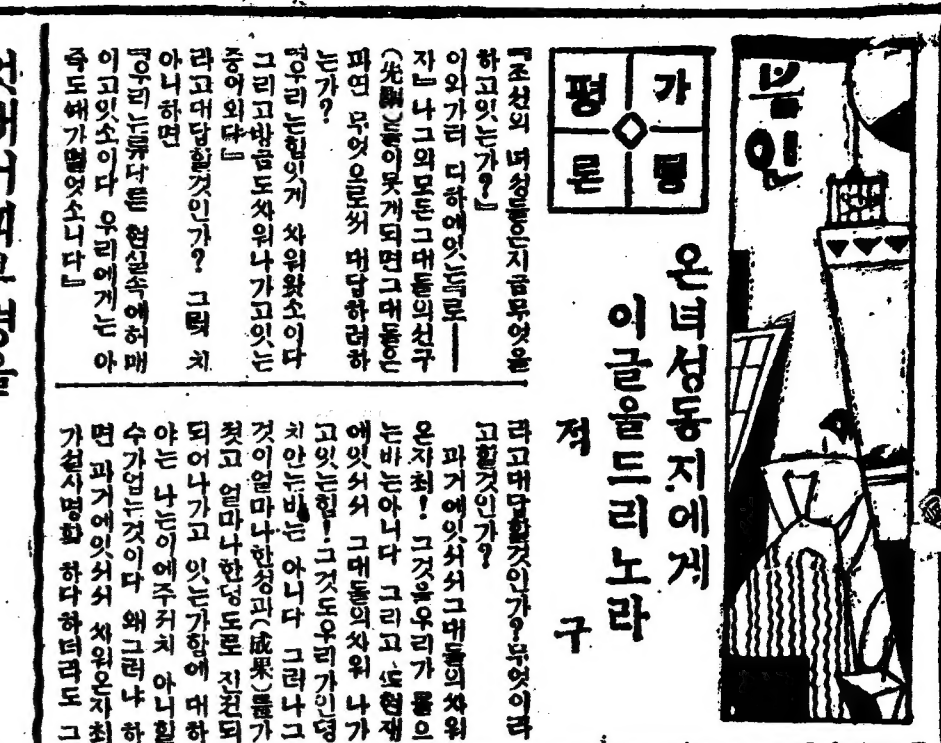 부인
가뎡
평론
온녀성동지에게
이글을드리노라
적구
『조선의 녀성들은지금무엇을
하고잇는가?』
이와가티 디하에잇는로──
자』나 그외모든그대들의선구
(先驅)들이뭇게되면그대들은
과연 무엇으로써 대답하려하
는가?
『우리는힘잇게 싸워왓소이다
그리고방금도싸워나가고잇는
중이외다』
라고대답할것인가? 그럿치
아니하면
『우리는류다른 현실속에허매
이고잇소이다 우리에게는 아
즉도때가멀엇소니다』
라고대답할것인가?무엇이라
고할것인가?
과거에잇서서그대들의싸워
온자최! 그것을우리가 몰으
는바는아니다 그리고 또현재
에잇서서 그대들의싸워 나가
고잇는힘!그것도우리가인뎡
치안는바는 아니다 그러나그
것이얼마나한성과(成果)를가
젓고 얼마나한뎡도로 진전되
되어나가고 잇는가함에 대하
야는 나는이에주저치 아니할
수가업는것이다 왜그러냐 하
면 과거에잇서서 싸워온자최
가설사명확 하다하더라도 그